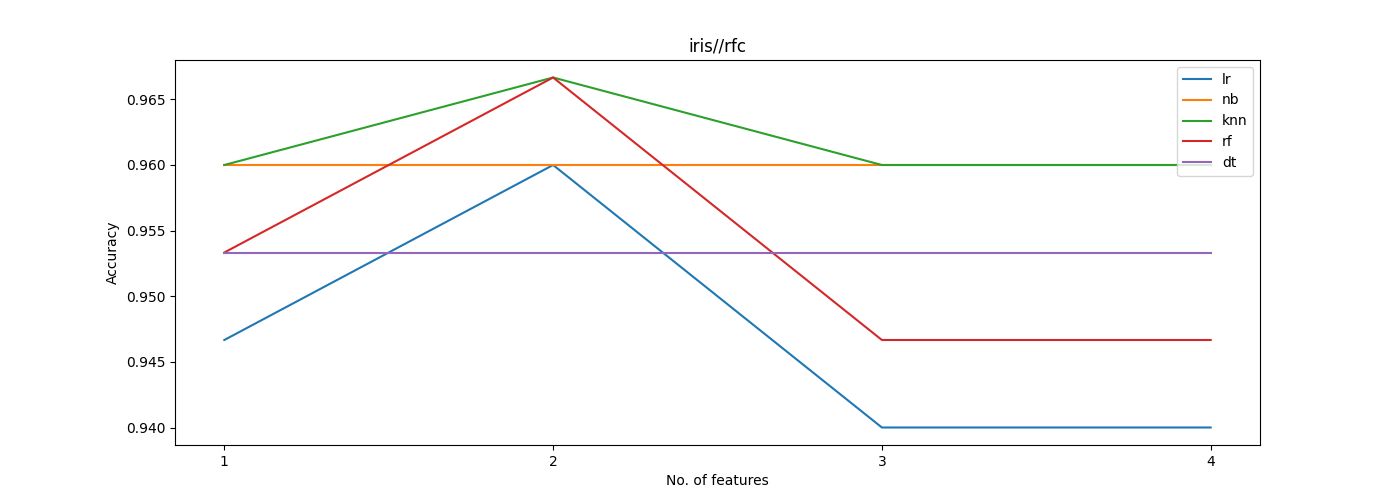 iris//rfc
Accuracy
0.965
0.960
0.955
0.950
0.945
0.940
1
2
3
4
No. of features
lr
nb
knn
rf
dt